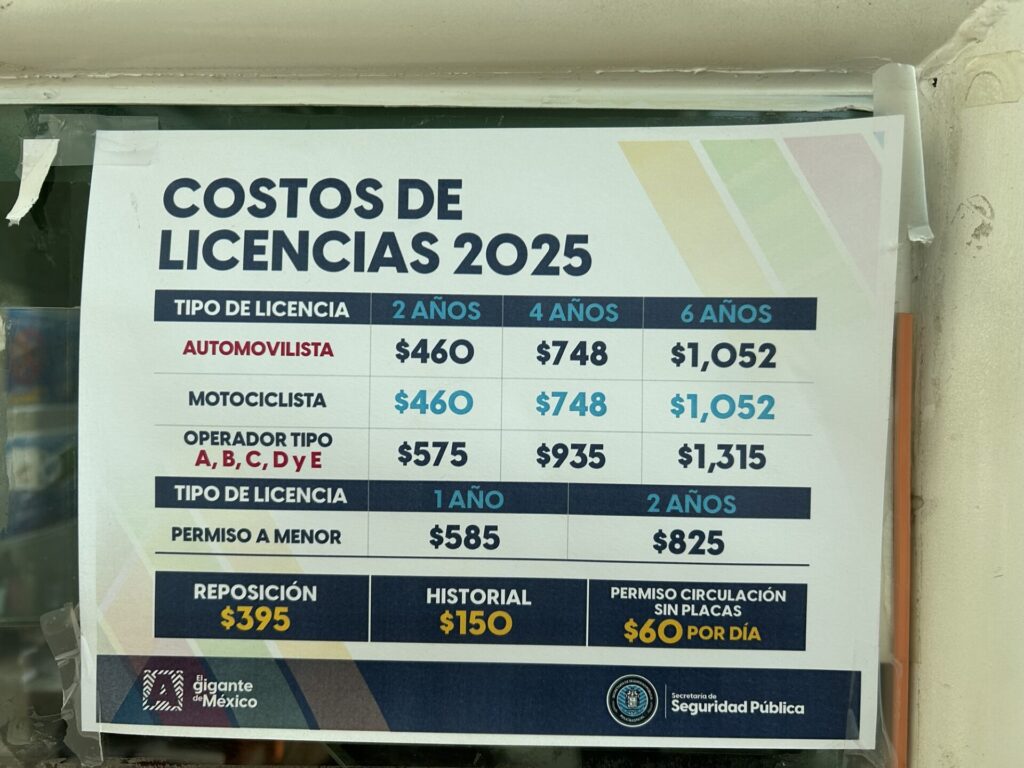 COSTOS DE
LICENCIAS 2025
TIPO DE LICENCIA 2 AÑOS 4 AÑOS 6 AÑOS
AUTOMOVILISTA $460 $748 $1,052
MOTOCICLISTA $460 $748 $1,052
OPERADOR TIPO
A, B, C, D y E $575 $935 $1,315
TIPO DE LICENCIA 1 AÑO 2 AÑOS
PERMISO A MENOR $585 $825
REPOSICIÓN
$395
HISTORIAL
$150
PERMISO CIRCULACIÓN
SIN PLACAS
$60 POR DÍA
A
El
gigante
de México
Secretaría de
Seguridad Pública